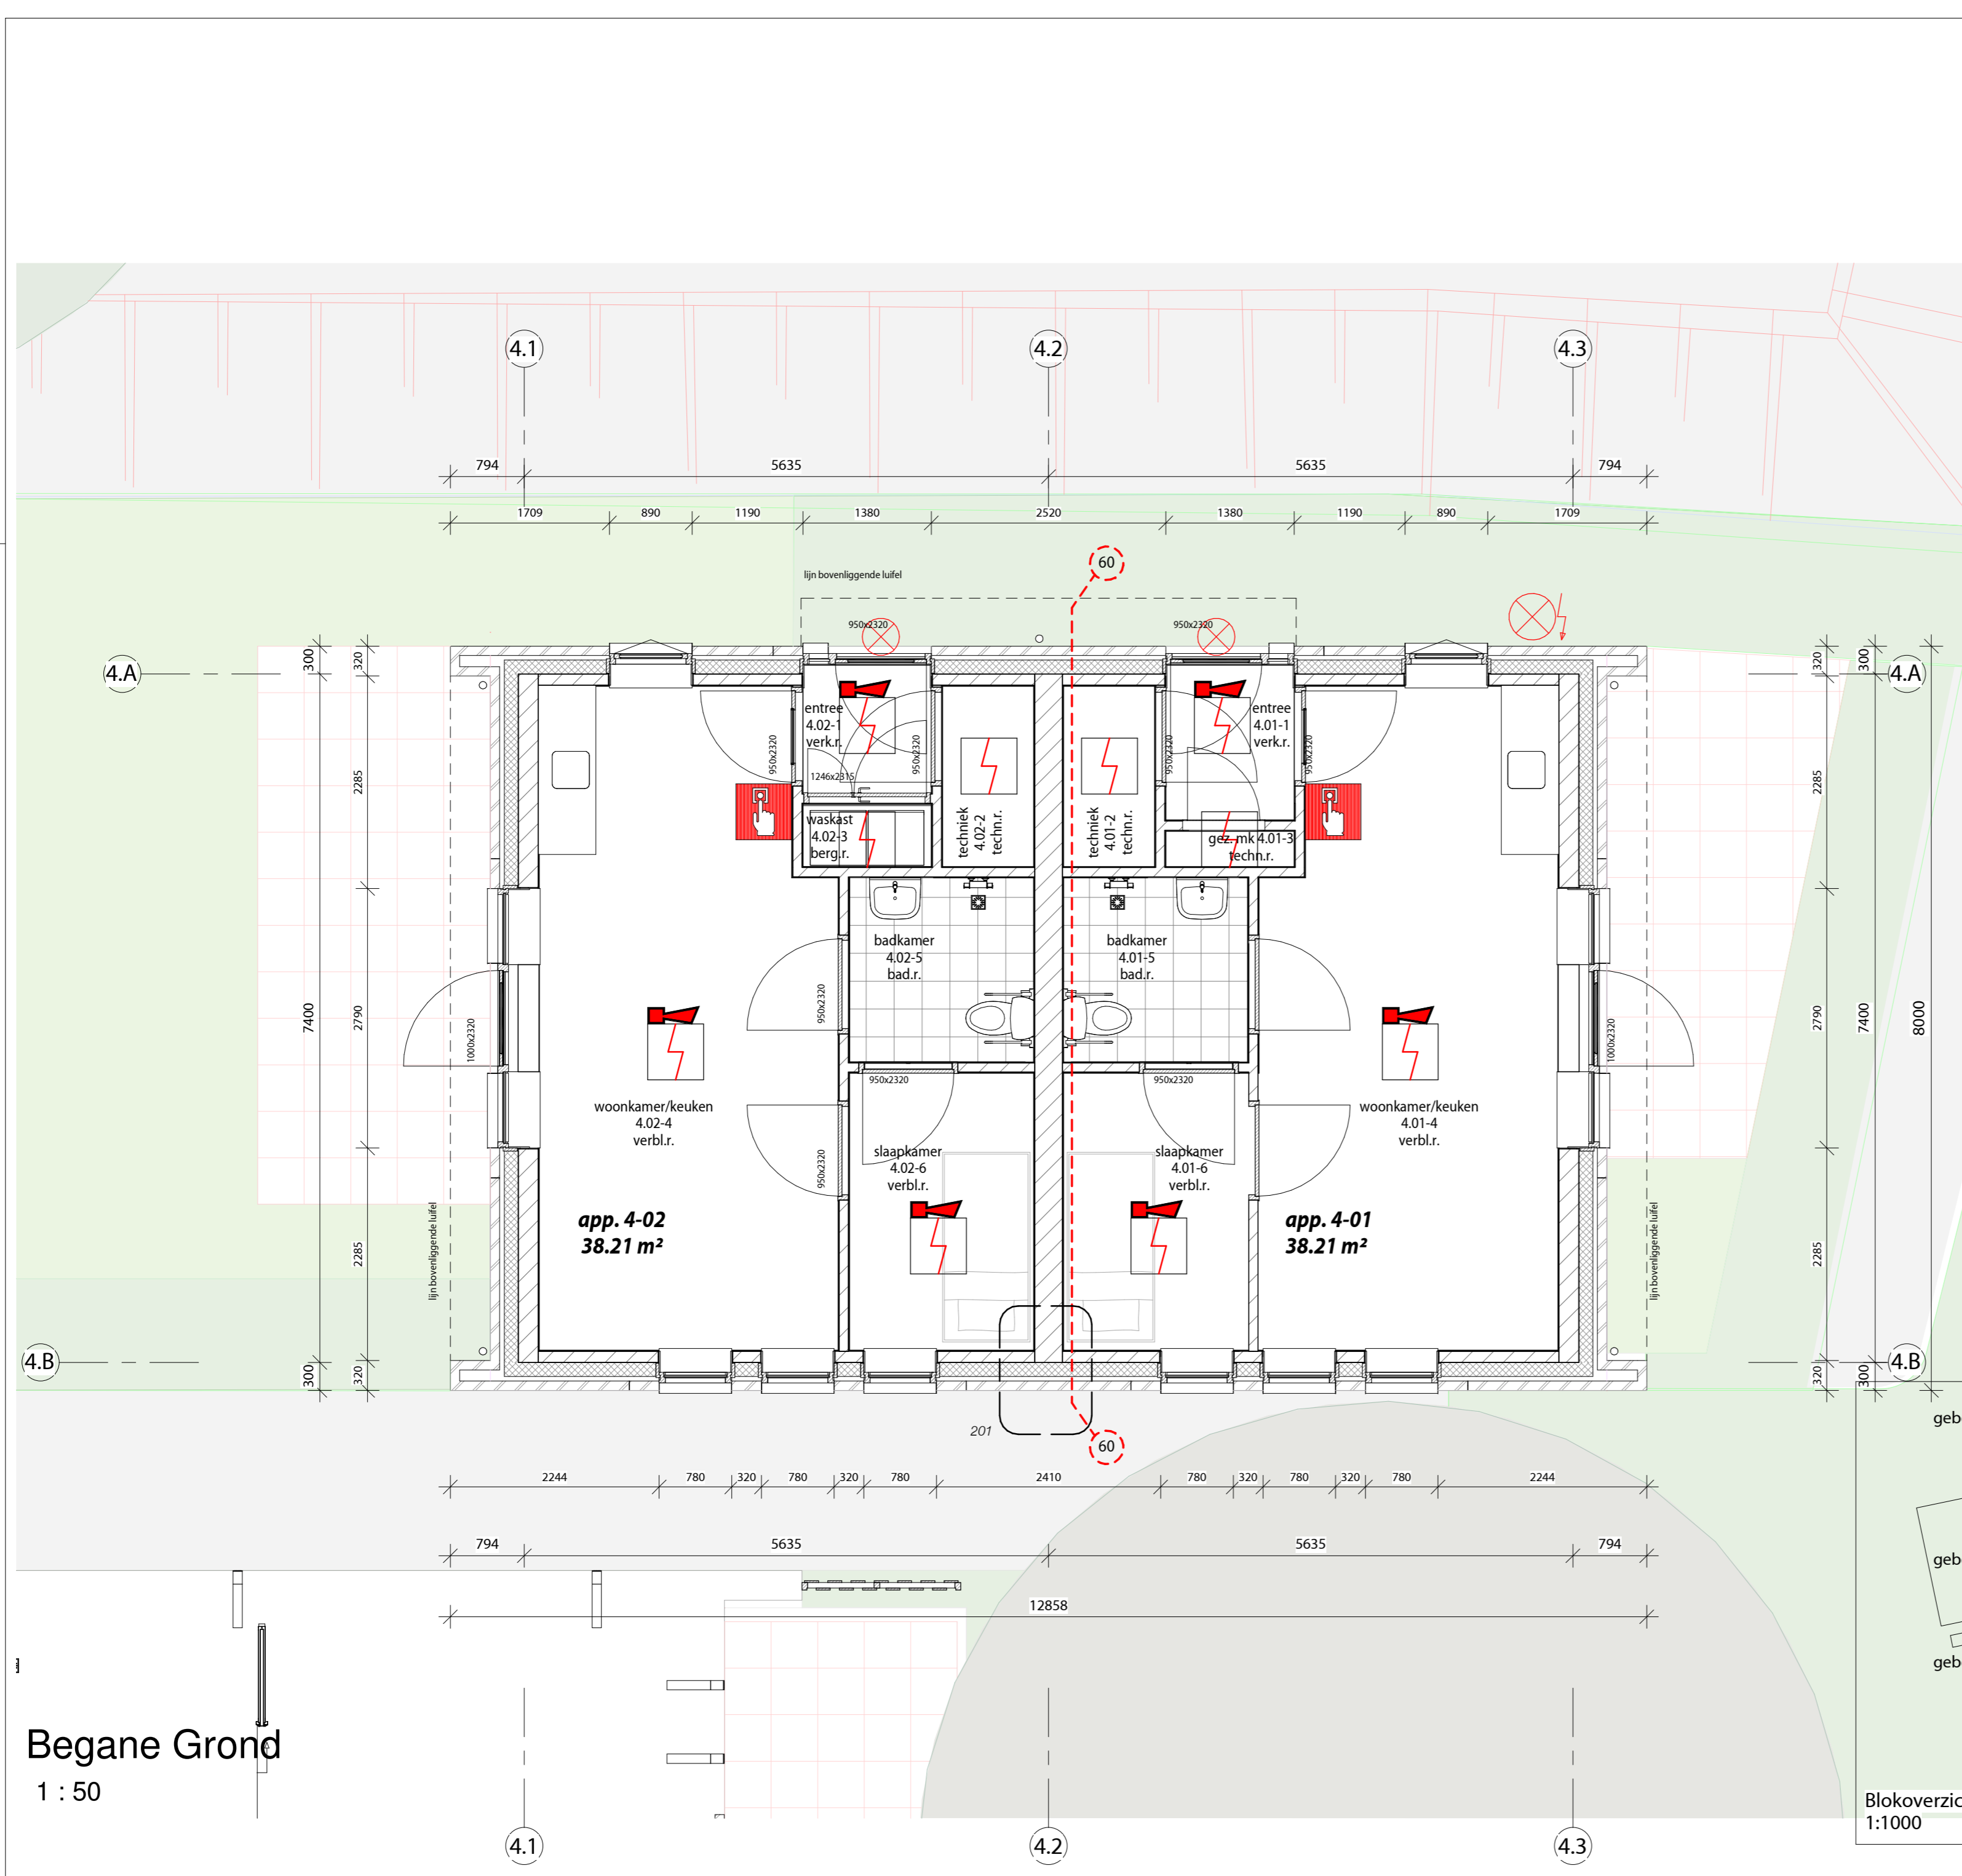 4.1
4.2
4.3
794
5635
5635
794
1709
890
1190
1380
2520
1380
1190
890
1709
60
lijn bovenliggende luifel
950x2320
950x2320
4.A
4.A
300
320
320
300
entree
4.02-1
verk.r.
entree
4.01-1
verk.r.
950x2320
950x2320
950x2320
950x2320
1246x2315
2285
2285
waskast
4.02-3
berg.r.
techniek
4.02-2
techn.r.
techniek
4.01-2
techn.r.
gez. mk 4.01-3
techn.r.
badkamer
4.02-5
bad.r.
badkamer
4.01-5
bad.r.
7400
2790
1000x2320
950x2320
1000x2320
2790
7400
8000
950x2320
950x2320
woonkamer/keuken
4.02-4
verbl.r.
woonkamer/keuken
4.01-4
verbl.r.
950x2320
slaapkamer
4.02-6
verbl.r.
slaapkamer
4.01-6
verbl.r.
app. 4-02
38.21 m²
app. 4-01
38.21 m²
2285
2285
lijn bovenliggende luifel
lijn bovenliggende luifel
4.B
4.B
300
320
320
300
201
60
geb
2244
780
320
780
320
780
2410
780
320
780
320
780
2244
794
5635
5635
794
geb
12858
geb
Begane Grond
1 : 50
Blokoverzic
1:1000
4.1
4.2
4.3